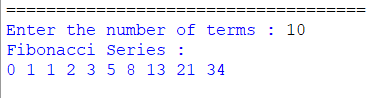 =====================================
Enter the number of terms : 10
Fibonacci Series :
0 1 1 2 3 5 8 13 21 34